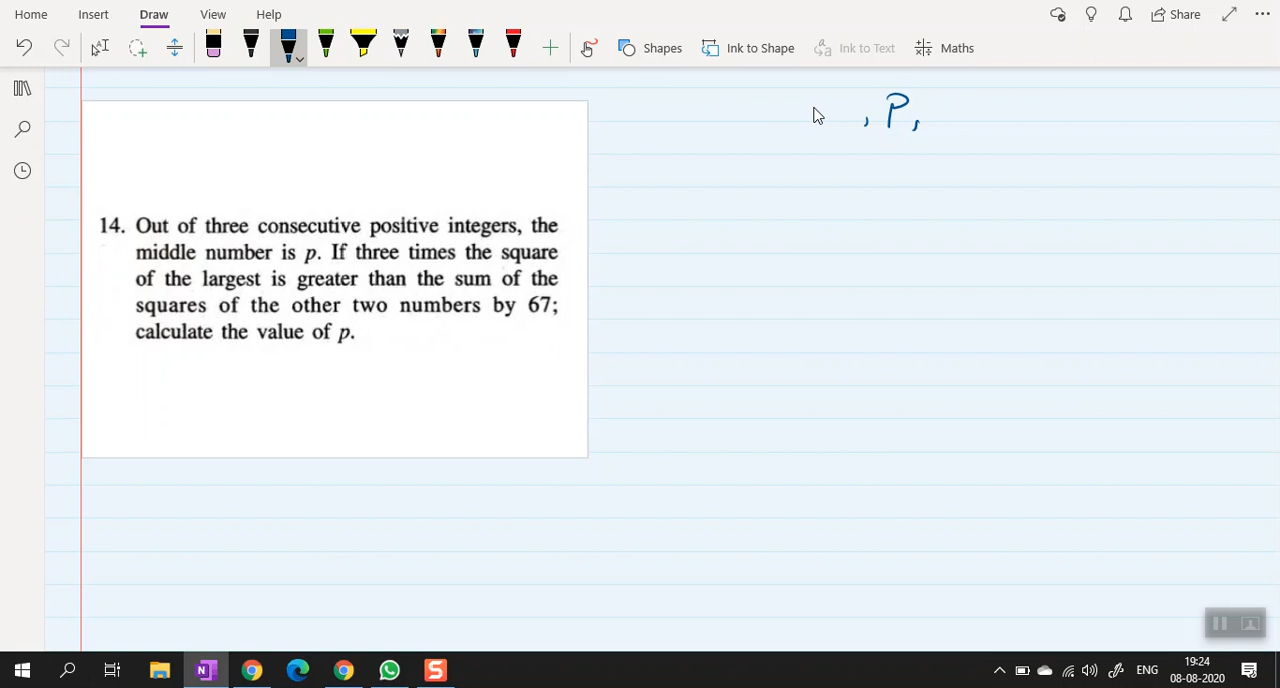 Home Insert Draw View Help Share
Shapes Ink to Shape Ink to Text Maths
, P,
14. Out of three consecutive positive integers, the
middle number is p. If three times the square
of the largest is greater than the sum of the
squares of the other two numbers by 67;
calculate the value of p.
ENG 19:24
08-08-2020